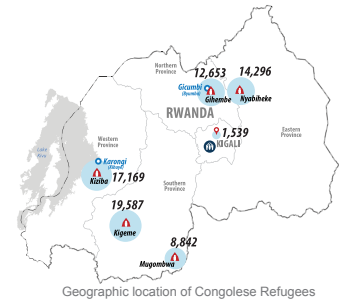 Northern
Province
12,653
14,296
Gicumbi
(Byumba)
Gihembe
Nyabiheke
RWANDA
1,539
KIGALI
Eastern
Province
Lake
Kivu
Western
Province
Karongi
(Kibuye)
Kiziba
17,169
Southern
Province
19,587
Kigeme
8,842
Mugombwa
Geographic location of Congolese Refugees